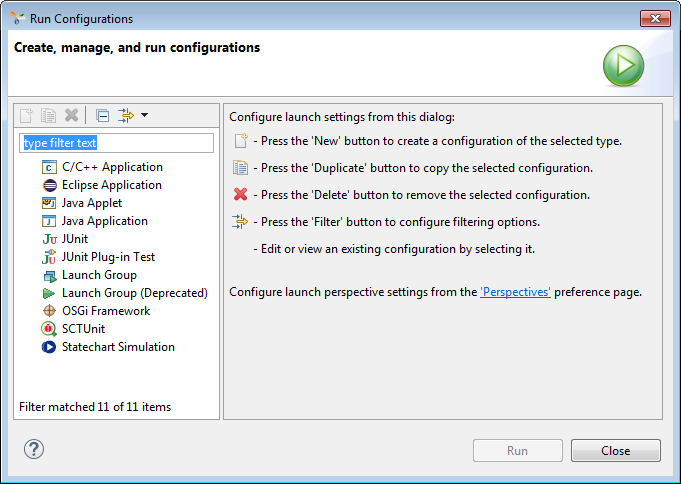 Run Configurations
Create, manage, and run configurations
type filter text
C/C++ Application
Eclipse Application
Java Applet
Java Application
JUnit
JUnit Plug-in Test
Launch Group
Launch Group (Deprecated)
OSGi Framework
SCTUnit
Statechart Simulation
Filter matched 11 of 11 items
Configure launch settings from this dialog:
- Press the 'New' button to create a configuration of the selected type.
- Press the 'Duplicate' button to copy the selected configuration.
- Press the 'Delete' button to remove the selected configuration.
- Press the 'Filter' button to configure filtering options.
- Edit or view an existing configuration by selecting it.
Configure launch perspective settings from the 'Perspectives' preference page.
Run
Close